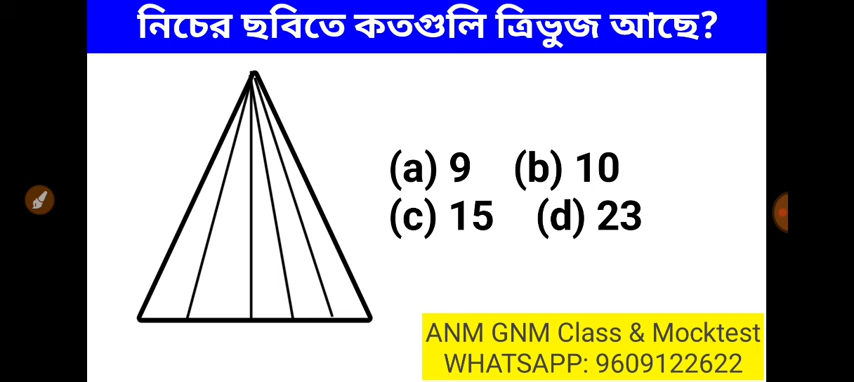 নিচের ছবিতে কতগুলি ত্রিভুজ আছে?
(a) 9 (b) 10
(c) 15 (d) 23
ANM GNM Class & Mocktest
WHATSAPP: 9609122622